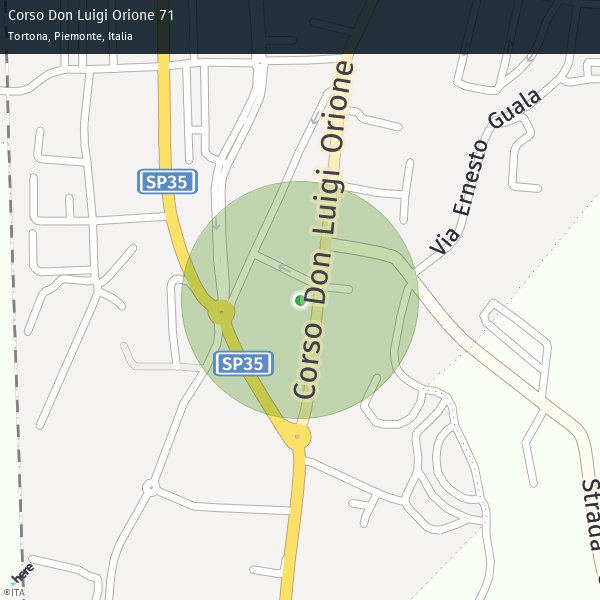 Corso Don Luigi Orione 71
Tortona, Piemonte, Italia
Corso Don Luigi Orione
Via Ernesto Guala
SP35
SP35
Strada
here
©ITA